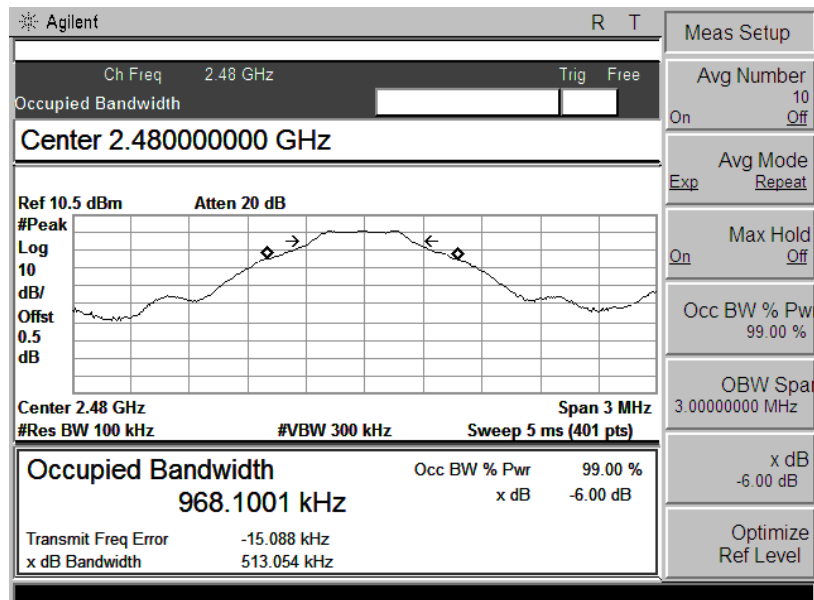 Agilent R T
Ch Freq 2.48 GHz Trig Free
Occupied Bandwidth
Center 2.480000000 GHz
Ref 10.5 dBm Atten 20 dB
#Peak
Log
10
dB/
Offst
0.5
dB
Center 2.48 GHz Span 3 MHz
#Res BW 100 kHz #VBW 300 kHz Sweep 5 ms (401 pts)
Occupied Bandwidth Occ BW % Pwr 99.00 %
968.1001 kHz x dB -6.00 dB
Transmit Freq Error -15.088 kHz
x dB Bandwidth 513.054 kHz
Meas Setup
Avg Number
10
On Off
Avg Mode
Exp Repeat
Max Hold
On Off
Occ BW % Pwr
99.00 %
OBW Span
3.00000000 MHz
x dB
-6.00 dB
Optimize
Ref Level